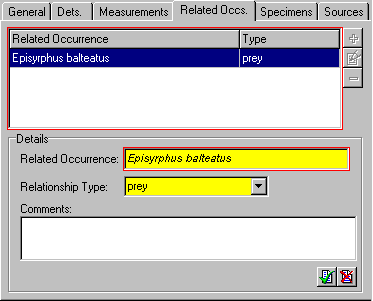 General Dets. Measurements Related Occs. Specimens Sources
Related Occurrence Type
Episyrphus balteatus prey
Details
Related Occurrence: Episyrphus balteatus
Relationship Type: prey
Comments: